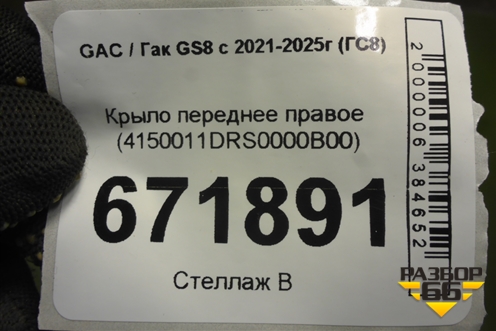 GAC / Гак GS8 с 2021-2025г (ГС8)
Крыло переднее правое
(4150011DRS0000B00)
671891
Стеллаж В
2000006384652
РАЗБОР
66